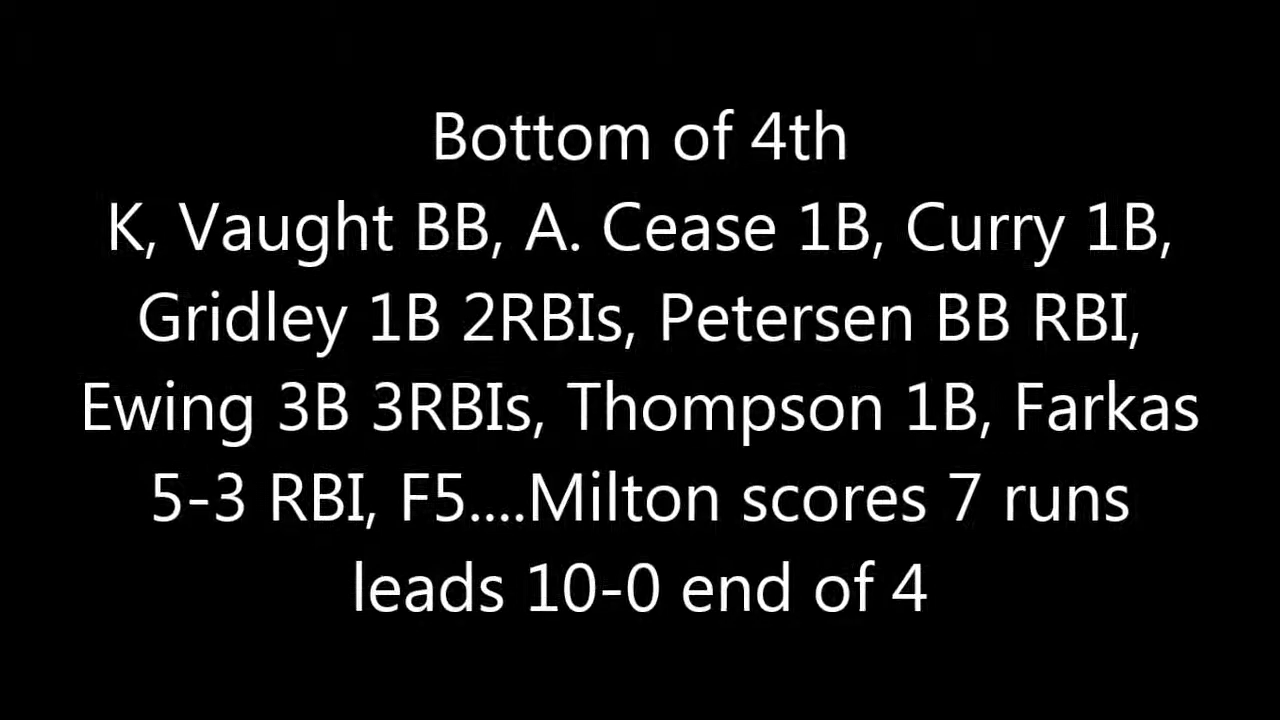 Bottom of 4th
K, Vaught BB, A. Cease 1B, Curry 1B,
Gridley 1B 2RBIs, Petersen BB RBI,
Ewing 3B 3RBIs, Thompson 1B, Farkas
5-3 RBI, F5....Milton scores 7 runs
leads 10-0 end of 4